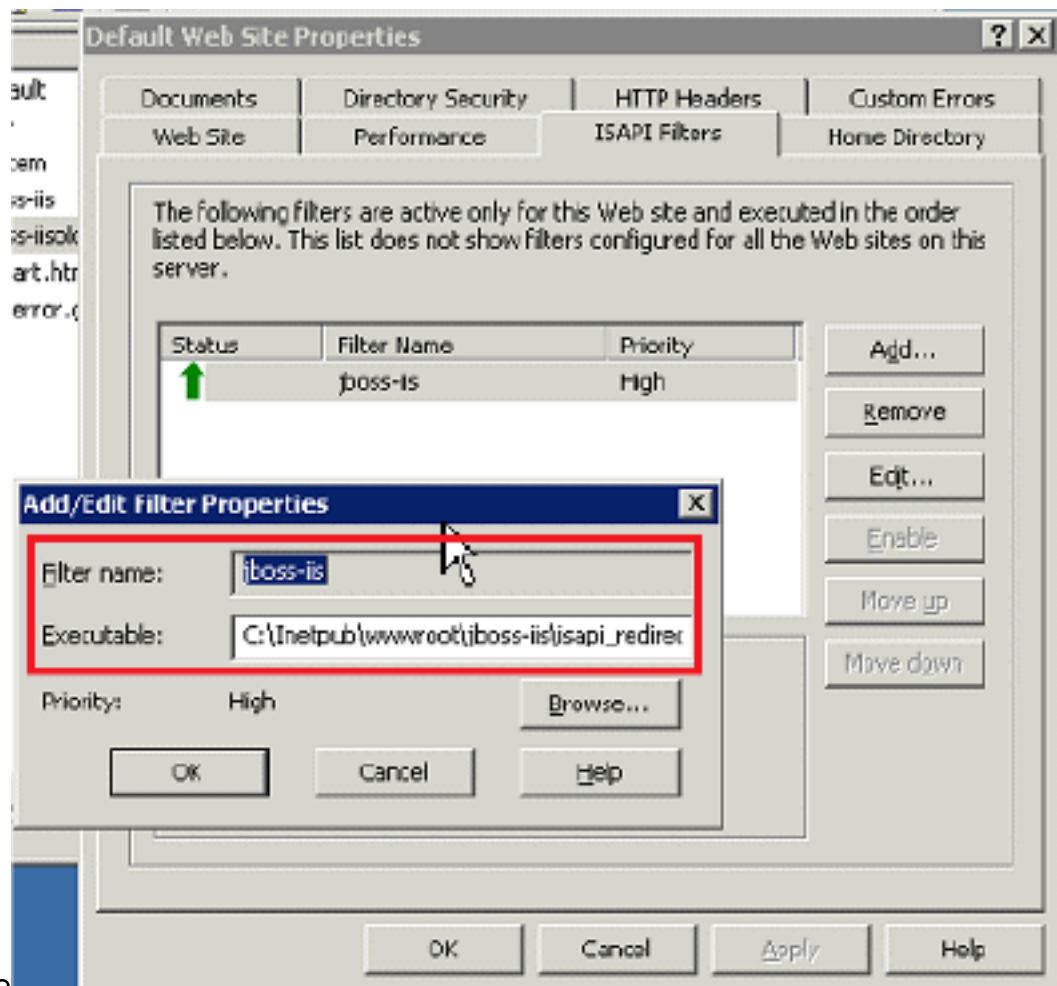 Default Web Site Properties
ault
Documents
Directory Security
HTTP Headers
Custom Errors
Web Site
Performance
ISAPI Filters
Home Directory
tem
ss-iis
ss-iisolc
art.htr
error.g
The following filters are active only for this Web site and executed in the order
listed below. This list does not show filters configured for all the Web sites on this
server.
Status Filter Name Priority
jboss-iis High
Add...
Remove
Edit...
Enable
Move up
Move down
Add/Edit Filter Properties
Filter name: jboss-iis
Executable: C:\Inetpub\wwwroot\jboss-iis\isapi_redirec
Priority: High
Browse...
OK Cancel Help
OK Cancel Apply Help